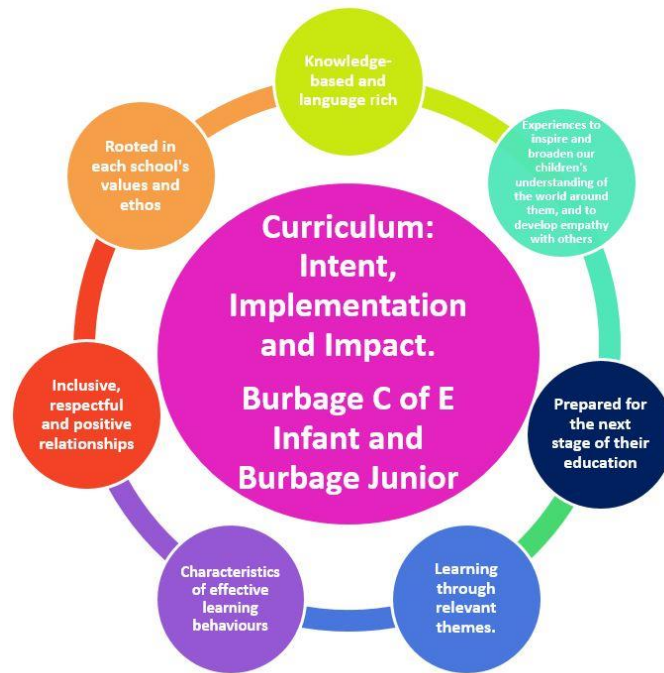 Knowledge-
based and
language rich
Experiences to
inspire and
broaden our
children's
understanding of
the world around
them, and to
develop empathy
with others
Prepared for
the next
stage of their
education
Learning
through
relevant
themes.
Characteristics
of effective
learning
behaviours
Inclusive,
respectful
and positive
relationships
Rooted in
each school's
values and
ethos
Curriculum:
Intent,
Implementation
and Impact.
Burbage C of E
Infant and
Burbage Junior